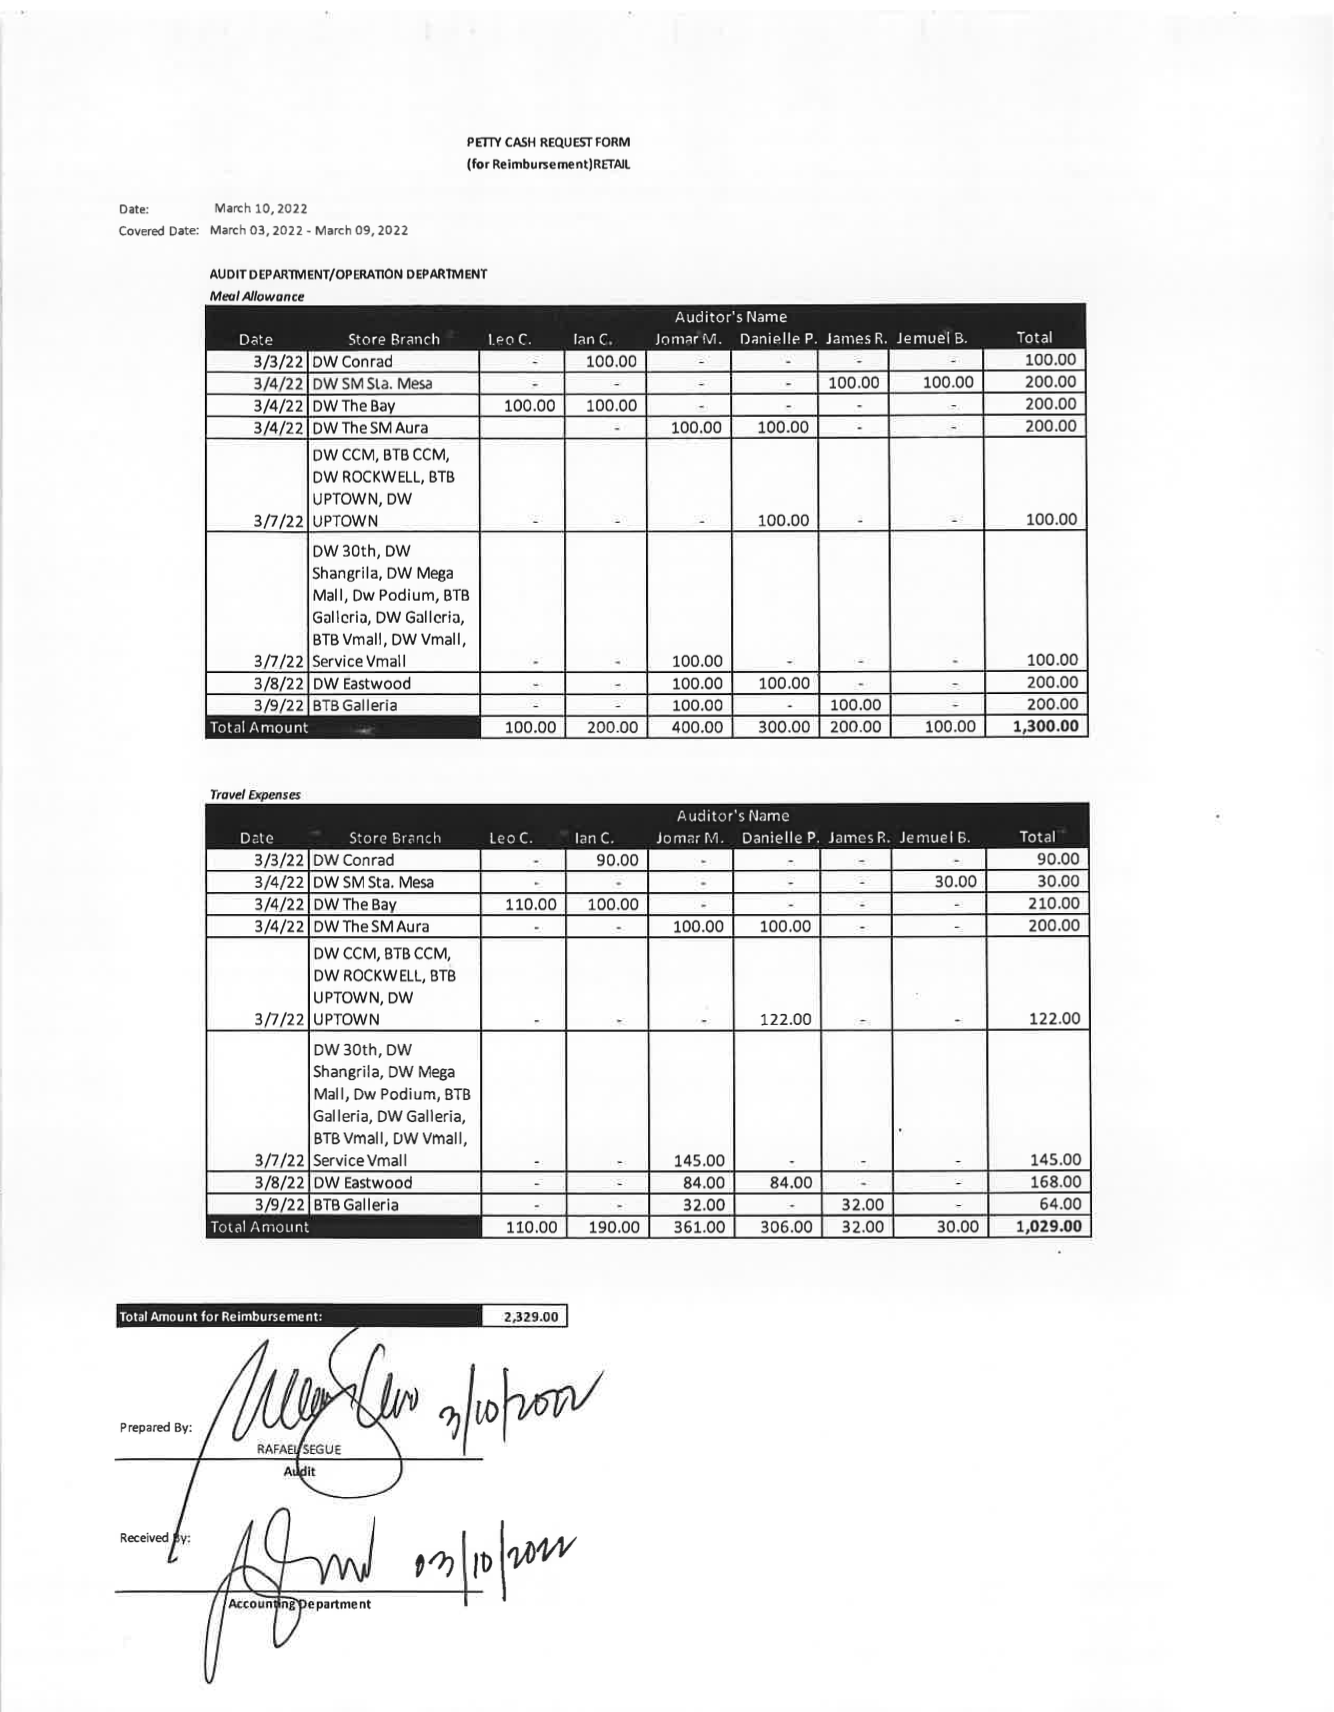 PETTY CASH REQUEST FORM
(for Reimbursement)RETAIL
Date: March 10, 2022
Covered Date: March 03, 2022 - March 09, 2022
AUDIT DEPARTMENT/OPERATION DEPARTMENT
Meal Allowance
Auditor's Name
Date Store Branch Leo C. Ian C. Jomar M. Danielle P. James R. Jemuel B. Total
3/3/22 DW Conrad - 100.00 - - - - 100.00
3/4/22 DW SM Sta. Mesa - - - - 100.00 100.00 200.00
3/4/22 DW The Bay 100.00 100.00 - - - - 200.00
3/4/22 DW The SM Aura - 100.00 100.00 - - 200.00
DW CCM, BTB CCM,
DW ROCKWELL, BTB
UPTOWN, DW
3/7/22 UPTOWN - - - 100.00 - - 100.00
DW 30th, DW
Shangrila, DW Mega
Mall, Dw Podium, BTB
Galleria, DW Galleria,
BTB Vmall, DW Vmall,
3/7/22 Service Vmall - - 100.00 - - - 100.00
3/8/22 DW Eastwood - - 100.00 100.00 - - 200.00
3/9/22 BTB Galleria - - 100.00 - 100.00 - 200.00
Total Amount 100.00 200.00 400.00 300.00 200.00 100.00 1,300.00
Travel Expenses
Auditor's Name
Date Store Branch Leo C. Ian C. Jomar M. Danielle P. James R. Jemuel B. Total
3/3/22 DW Conrad - 90.00 - - - - 90.00
3/4/22 DW SM Sta. Mesa - - - - - 30.00 30.00
3/4/22 DW The Bay 110.00 100.00 - - - - 210.00
3/4/22 DW The SM Aura - - 100.00 100.00 - - 200.00
DW CCM, BTB CCM,
DW ROCKWELL, BTB
UPTOWN, DW
3/7/22 UPTOWN - - - 122.00 - - 122.00
DW 30th, DW
Shangrila, DW Mega
Mall, Dw Podium, BTB
Galleria, DW Galleria,
BTB Vmall, DW Vmall,
3/7/22 Service Vmall - - 145.00 - - - 145.00
3/8/22 DW Eastwood - - 84.00 84.00 - - 168.00
3/9/22 BTB Galleria - - 32.00 - 32.00 - 64.00
Total Amount 110.00 190.00 361.00 306.00 32.00 30.00 1,029.00
Total Amount for Reimbursement: 2,329.00
3/10/2022
Prepared By:
RAFAEL SEGUE
Audit
Received By: 03/10/2022
Accounting Department